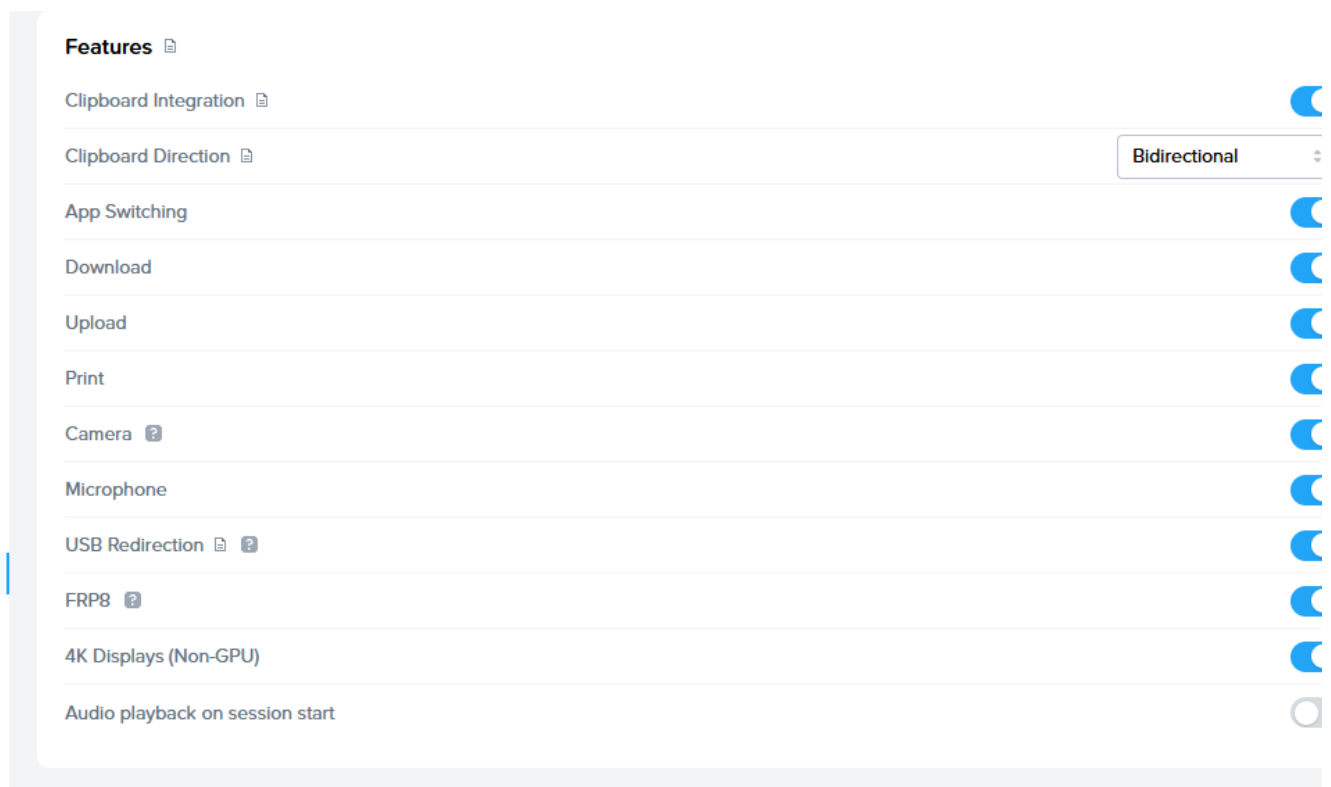 Features
Clipboard Integration
Clipboard Direction Bidirectional
App Switching
Download
Upload
Print
Camera ?
Microphone
USB Redirection ?
FRP8 ?
4K Displays (Non-GPU)
Audio playback on session start